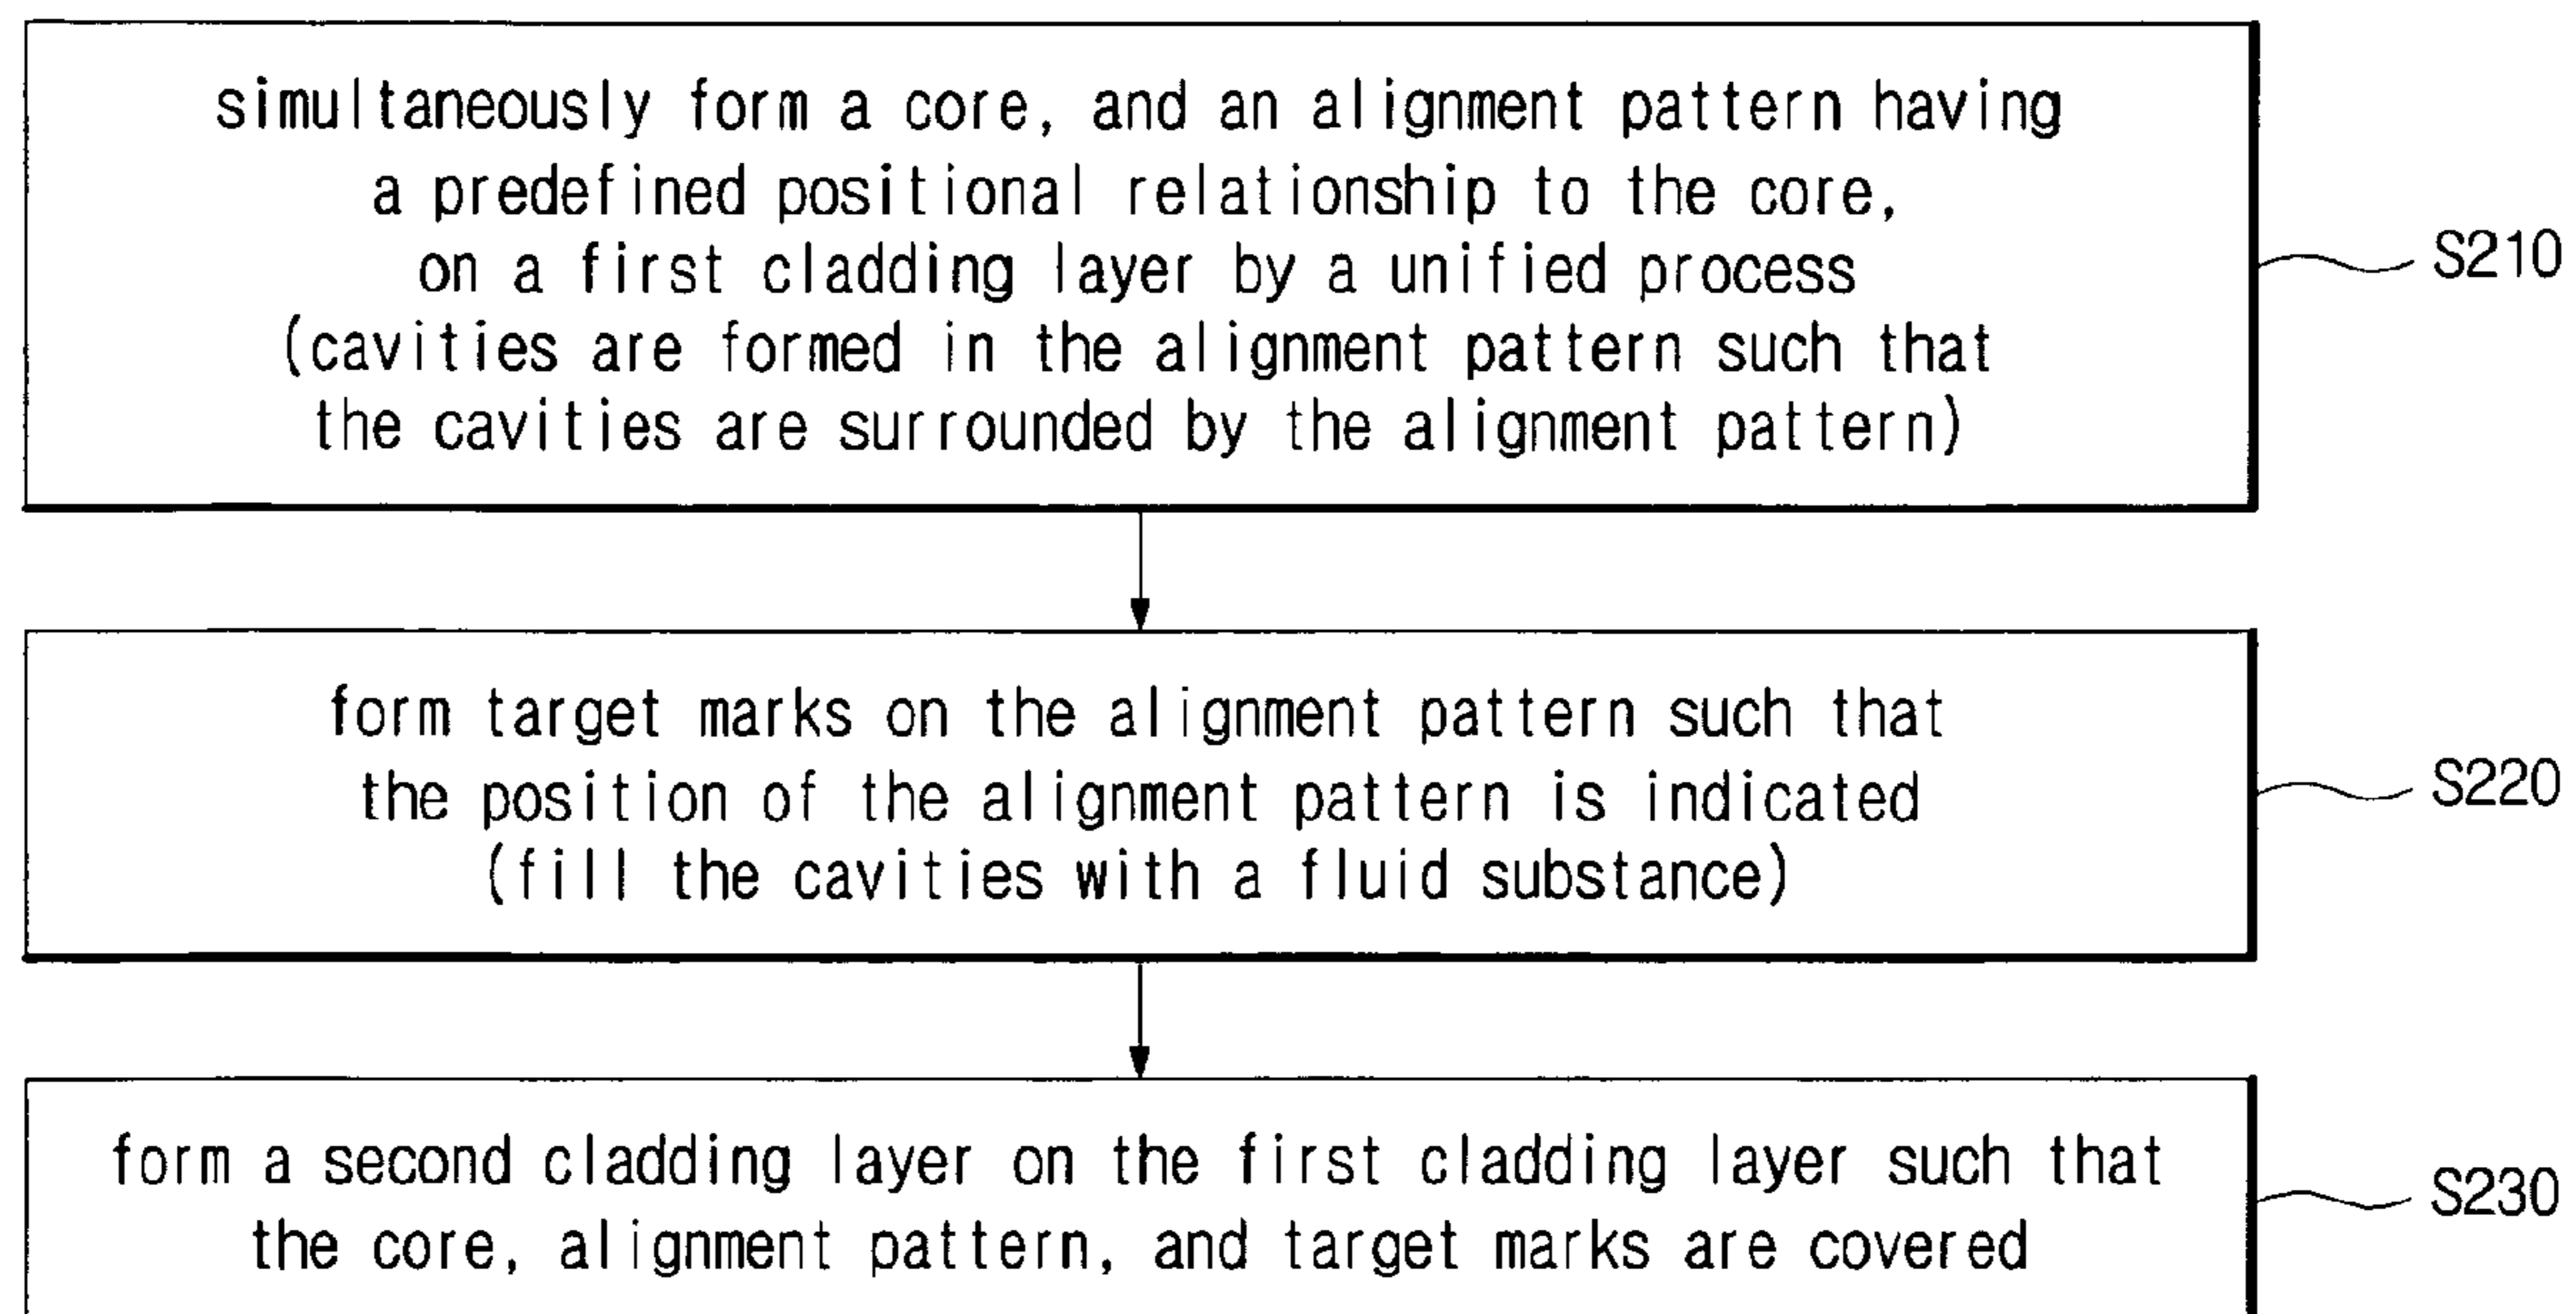 simultaneously form a core, and an alignment pattern having
a predefined positional relationship to the core,
on a first cladding layer by a unified process
(cavities are formed in the alignment pattern such that
the cavities are surrounded by the alignment pattern)
S210
form target marks on the alignment pattern such that
the position of the alignment pattern is indicated
(fill the cavities with a fluid substance)
S220
form a second cladding layer on the first cladding layer such that
the core, alignment pattern, and target marks are covered
S230